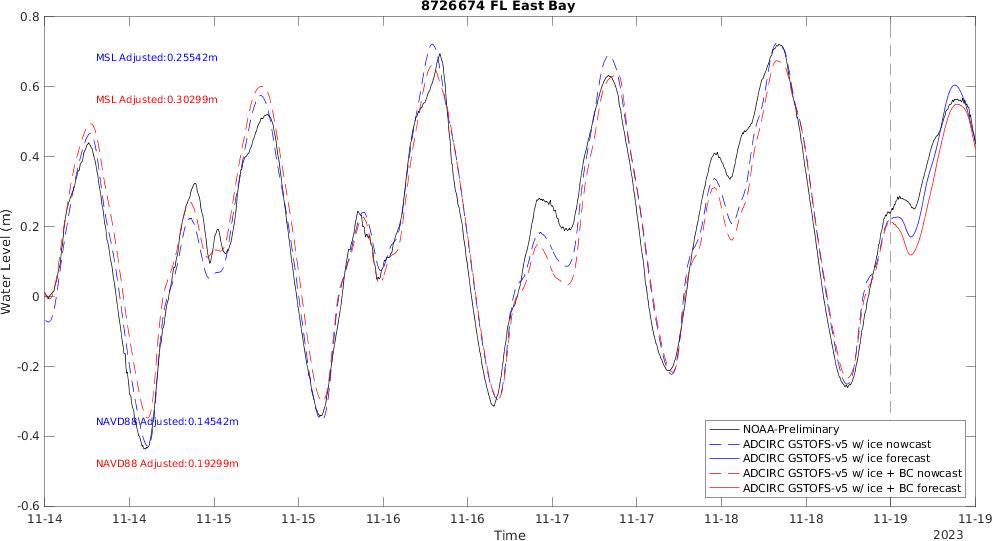 8726674 FL East Bay
0.8
0.6
0.4
0.2
0
-0.2
-0.4
-0.6
Water Level (m)
MSL Adjusted:0.25542m
MSL Adjusted:0.30299m
NAVD88 Adjusted:0.14542m
NAVD88 Adjusted:0.19299m
NOAA-Preliminary
ADCIRC GSTOFS-v5 w/ ice nowcast
ADCIRC GSTOFS-v5 w/ ice forecast
ADCIRC GSTOFS-v5 w/ ice + BC nowcast
ADCIRC GSTOFS-v5 w/ ice + BC forecast
11-14 11-14 11-15 11-15 11-16 11-16 11-17 11-17 11-18 11-18 11-19 11-19
Time
2023